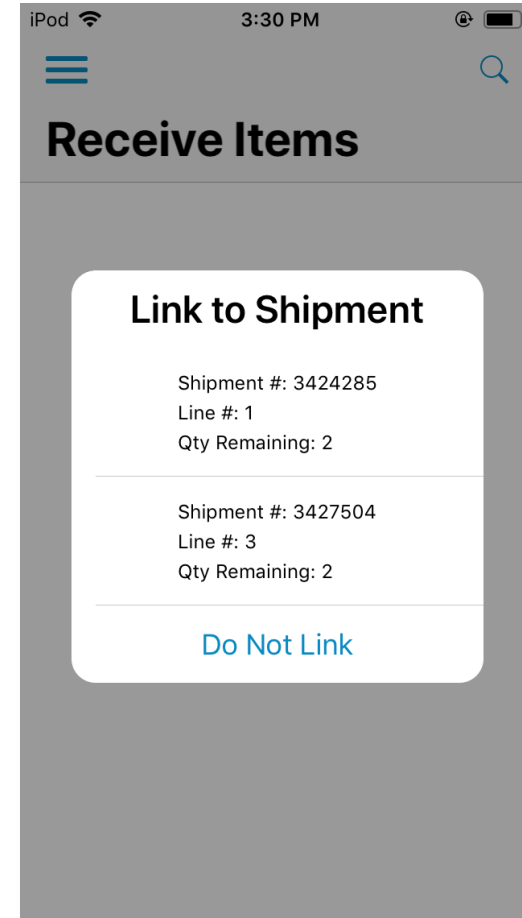 iPod 3:30 PM
Receive Items
Link to Shipment
Shipment #: 3424285
Line #: 1
Qty Remaining: 2
Shipment #: 3427504
Line #: 3
Qty Remaining: 2
Do Not Link